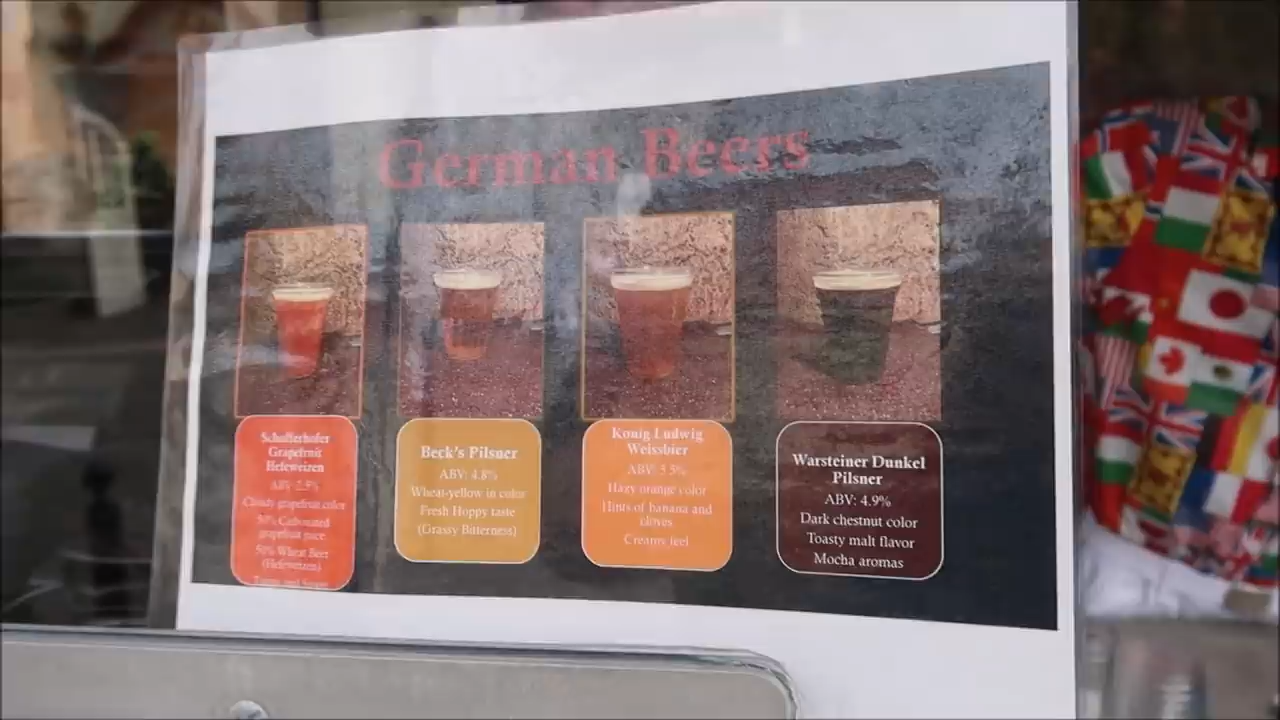 German Beers
Schofferhofer
Grapefruit
Hefeweizen
ABV: 2.5%
Cloudy grapefruit color
50% Carbonated
grapefruit juice
50% Wheat Beer
(Hefeweizen)
Beck's Pilsner
ABV: 4.8%
Wheat-yellow in color
Fresh Hoppy taste
(Grassy Bitterness)
Konig Ludwig
Weissbier
ABV: 5.5%
Hazy orange color
Hints of banana and
cloves
Creamy feel
Warsteiner Dunkel
Pilsner
ABV: 4.9%
Dark chestnut color
Toasty malt flavor
Mocha aromas